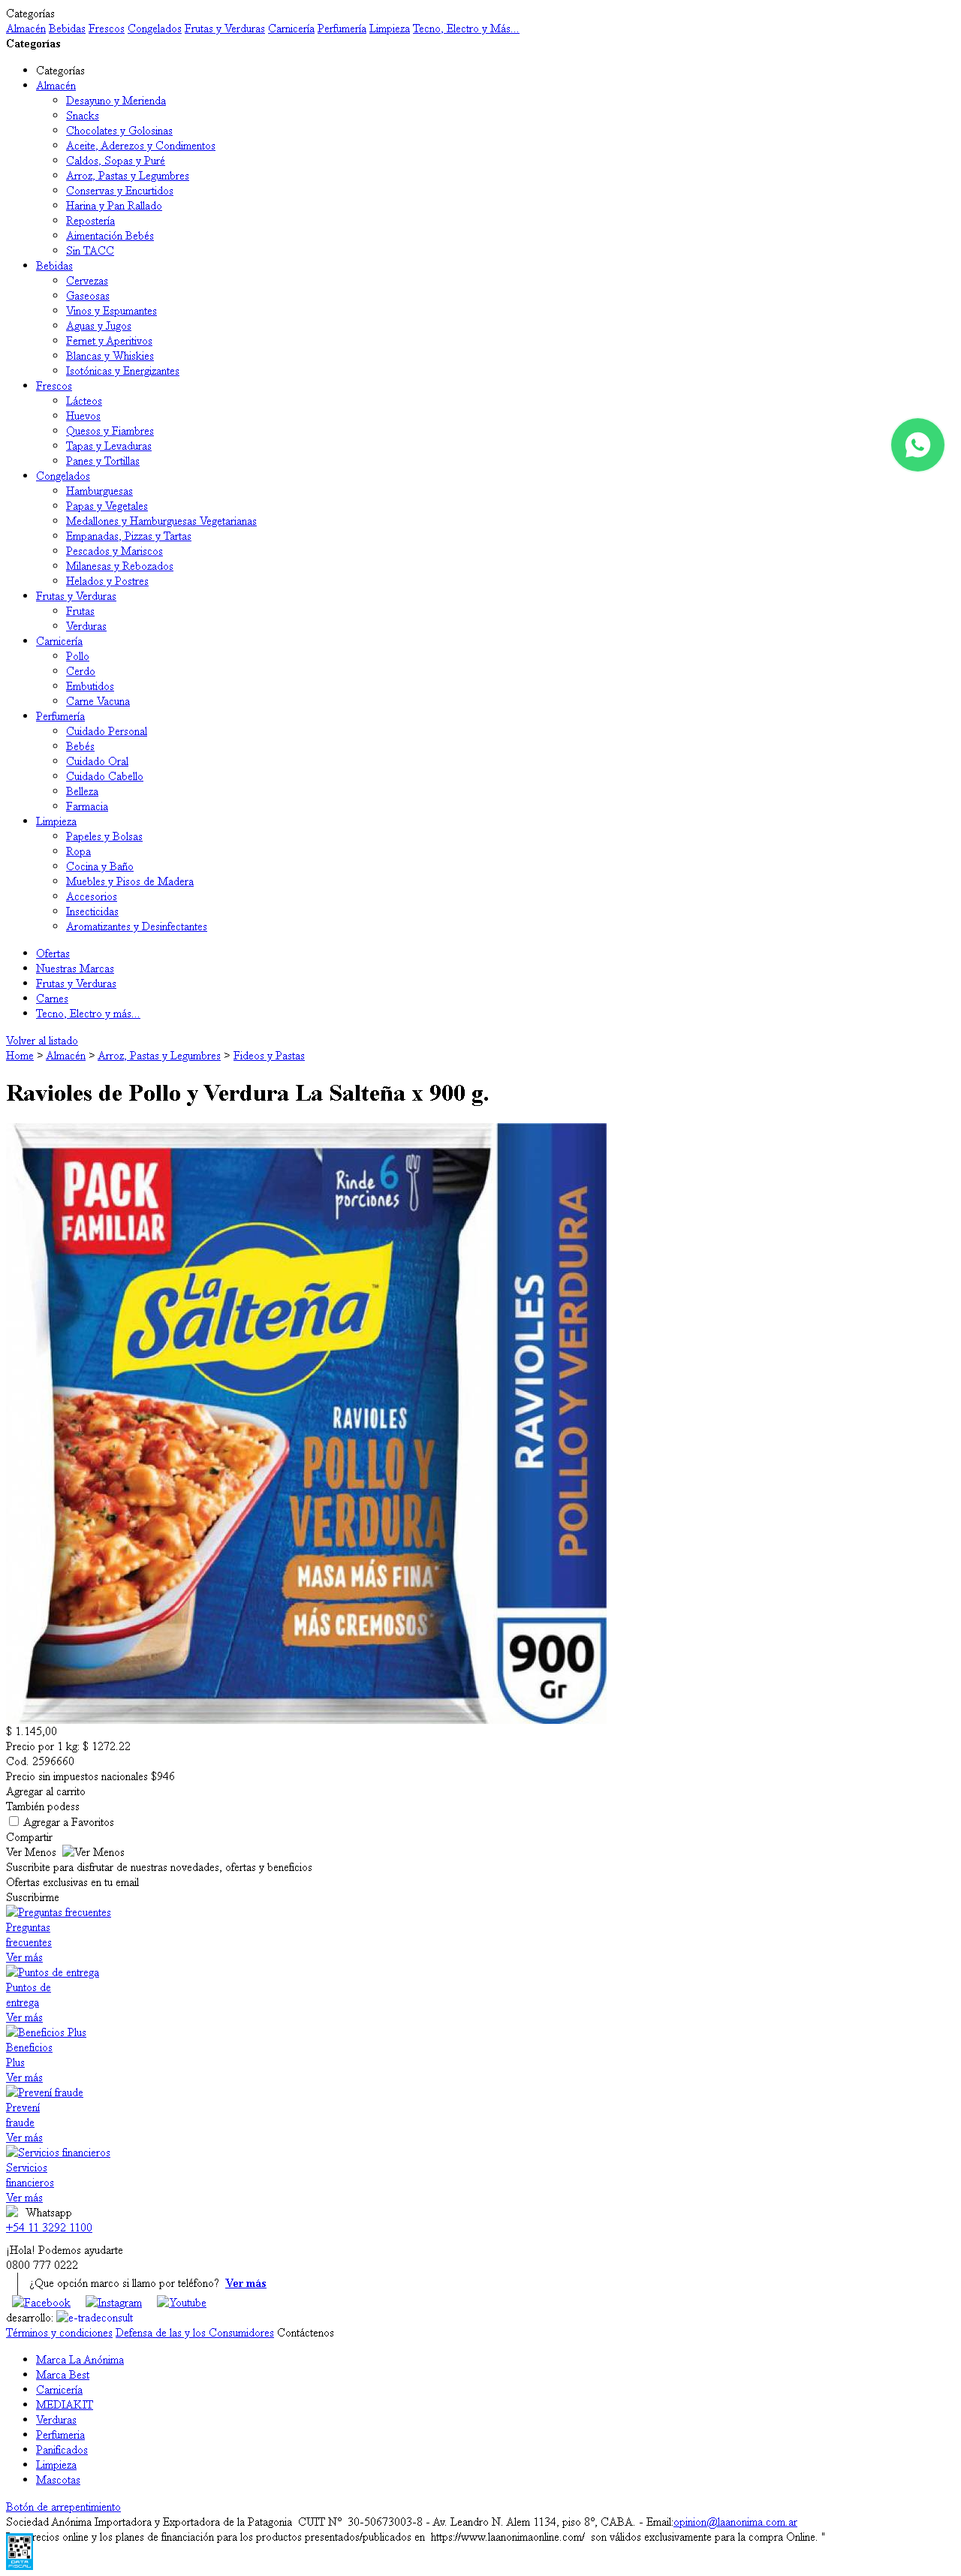 Categorías
Almacén Bebidas Frescos Congelados Frutas y Verduras Carnicería Perfumería Limpieza Tecno, Electro y Más...
Categorías
Categorías
Almacén
Desayuno y Merienda
Snacks
Chocolates y Golosinas
Aceite, Aderezos y Condimentos
Caldos, Sopas y Puré
Arroz, Pastas y Legumbres
Conservas y Encurtidos
Harina y Pan Rallado
Repostería
Aimentación Bebés
Sin TACC
Bebidas
Cervezas
Gaseosas
Vinos y Espumantes
Aguas y Jugos
Fernet y Aperitivos
Blancas y Whiskies
Isotónicas y Energizantes
Frescos
Lácteos
Huevos
Quesos y Fiambres
Tapas y Levaduras
Panes y Tortillas
Congelados
Hamburguesas
Papas y Vegetales
Medallones y Hamburguesas Vegetarianas
Empanadas, Pizzas y Tartas
Pescados y Mariscos
Milanesas y Rebozados
Helados y Postres
Frutas y Verduras
Frutas
Verduras
Carnicería
Pollo
Cerdo
Embutidos
Carne Vacuna
Perfumería
Cuidado Personal
Bebés
Cuidado Oral
Cuidado Cabello
Belleza
Farmacia
Limpieza
Papeles y Bolsas
Ropa
Cocina y Baño
Muebles y Pisos de Madera
Accesorios
Insecticidas
Aromatizantes y Desinfectantes
Ofertas
Nuestras Marcas
Frutas y Verduras
Carnes
Tecno, Electro y más...
Volver al listado
Home > Almacén > Arroz, Pastas y Legumbres > Fideos y Pastas
Ravioles de Pollo y Verdura La Salteña x 900 g.
PACK
FAMILIAR
Rinde 6
porciones
La
Salteña™
RAVIOLES
POLLO Y
VERDURA
MASA MÁS FINA
MÁS CREMOSOS
RAVIOLES
POLLO Y VERDURA
900
Gr
$ 1.145,00
Precio por 1 kg: $ 1272.22
Cod. 2596660
Precio sin impuestos nacionales $946
Agregar al carrito
También podess
Agregar a Favoritos
Compartir
Ver Menos Ver Menos
Suscribite para disfrutar de nuestras novedades, ofertas y beneficios
Ofertas exclusivas en tu email
Suscribirme
Preguntas frecuentes
Preguntas
frecuentes
Ver más
Puntos de entrega
Puntos de
entrega
Ver más
Beneficios Plus
Beneficios
Plus
Ver más
Prevení fraude
Prevení
fraude
Ver más
Servicios financieros
Servicios
financieros
Ver más
Whatsapp
+54 11 3292 1100
¡Hola! Podemos ayudarte
0800 777 0222
¿Que opción marco si llamo por teléfono? Ver más
Facebook Instagram Youtube
desarrollo: e-tradeconsult
Términos y condiciones Defensa de las y los Consumidores Contáctenos
Marca La Anónima
Marca Best
Carnicería
MEDIAKIT
Verduras
Perfumeria
Panificados
Limpieza
Mascotas
Botón de arrepentimiento
Sociedad Anónima Importadora y Exportadora de la Patagonia CUIT Nº 30-50673003-8 - Av. Leandro N. Alem 1134, piso 8º, CABA. - Email:opinion@laanonima.com.ar
recios online y los planes de financiación para los productos presentados/publicados en https://www.laanonimaonline.com/ son válidos exclusivamente para la compra Online. "
DATA
FISCAL